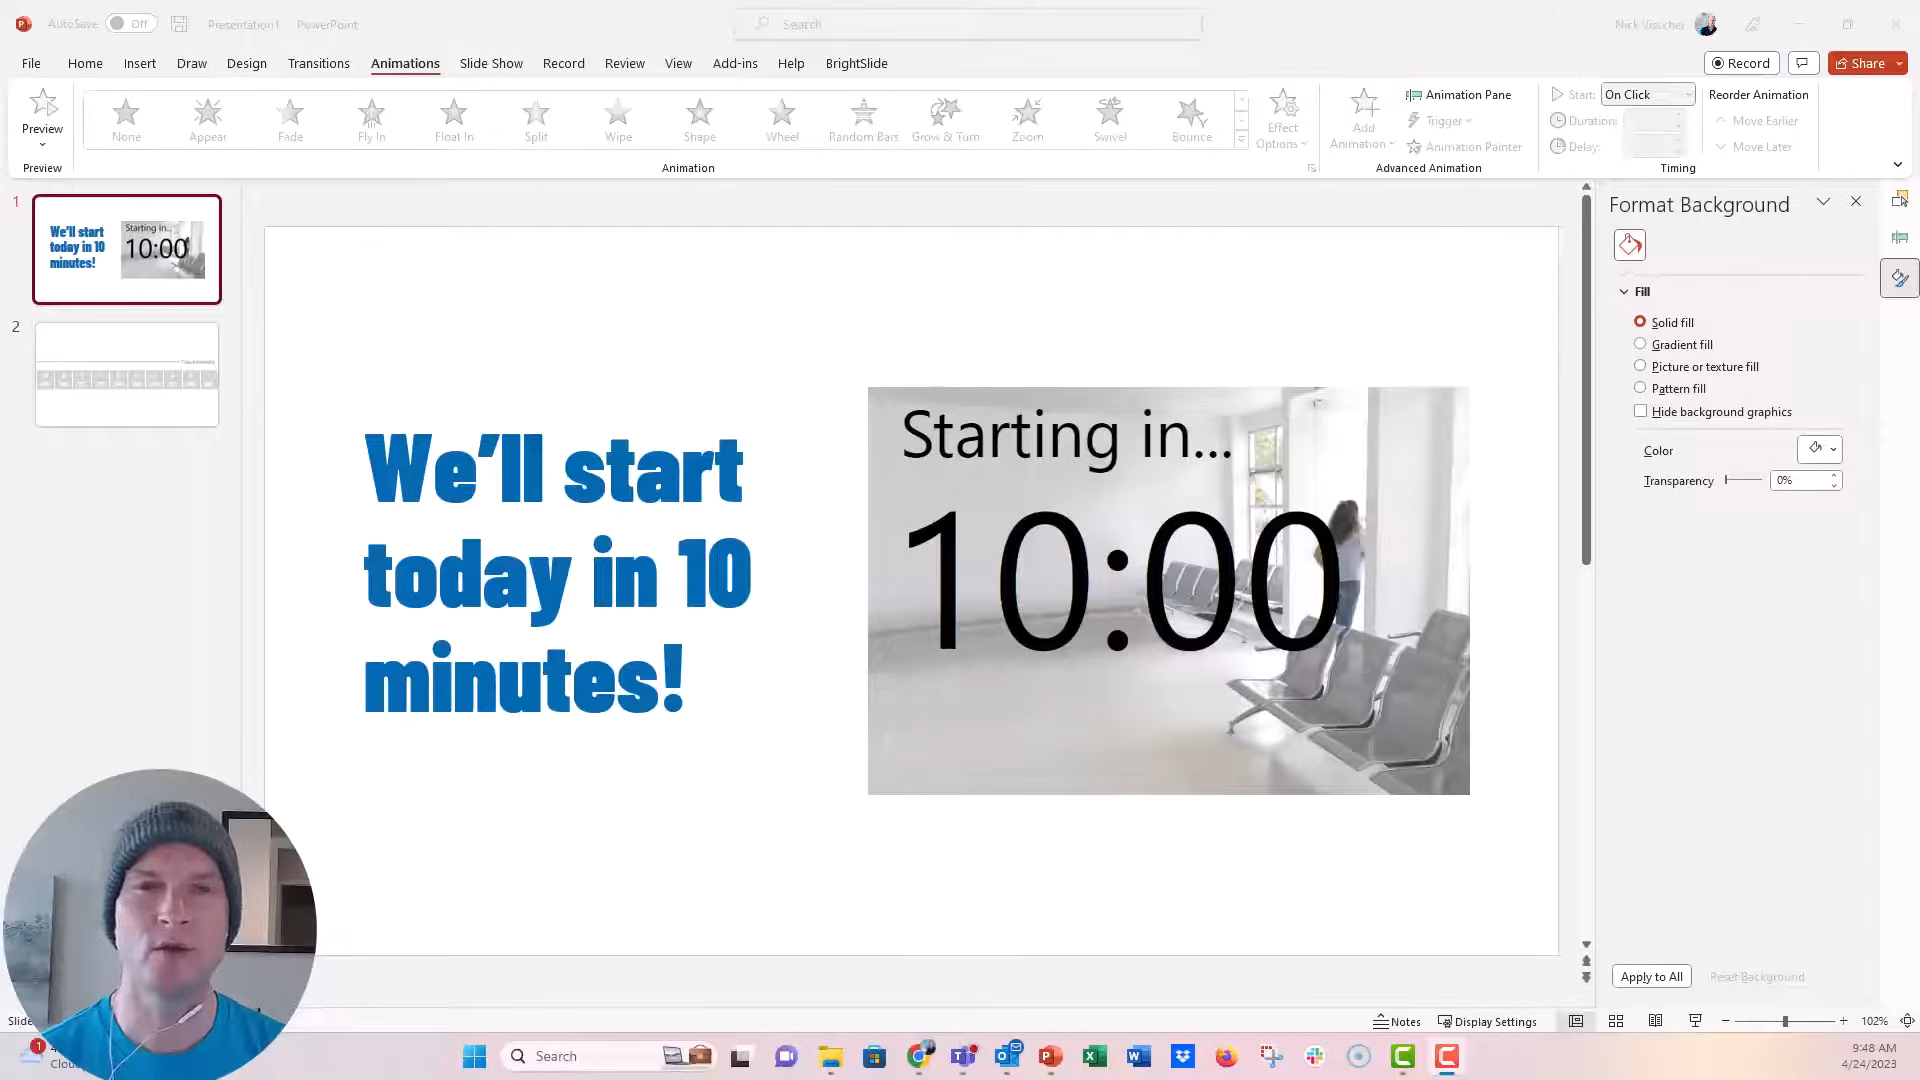 AutoSave Off Presentation1 PowerPoint Search Nick Visscher
File Home Insert Draw Design Transitions Animations Slide Show Record Review View Add-ins Help BrightSlide Record Share
Preview
None Appear Fade Fly In Float In Split Wipe Shape Wheel Random Bars Grow & Turn Zoom Swivel Bounce
Effect Options
Add Animation
Animation Pane
Trigger
Animation Painter
Start: On Click
Duration:
Delay:
Reorder Animation
Move Earlier
Move Later
Preview Animation Advanced Animation Timing
1
We'll start
today in 10
minutes!
Starting in...
10:00
2
We'll start
today in 10
minutes!
Starting in...
10:00
Format Background
Fill
Solid fill
Gradient fill
Picture or texture fill
Pattern fill
Hide background graphics
Color
Transparency 0%
Apply to All Reset Background
Slide Notes Display Settings 102%
1
Search
9:48 AM
4/24/2023